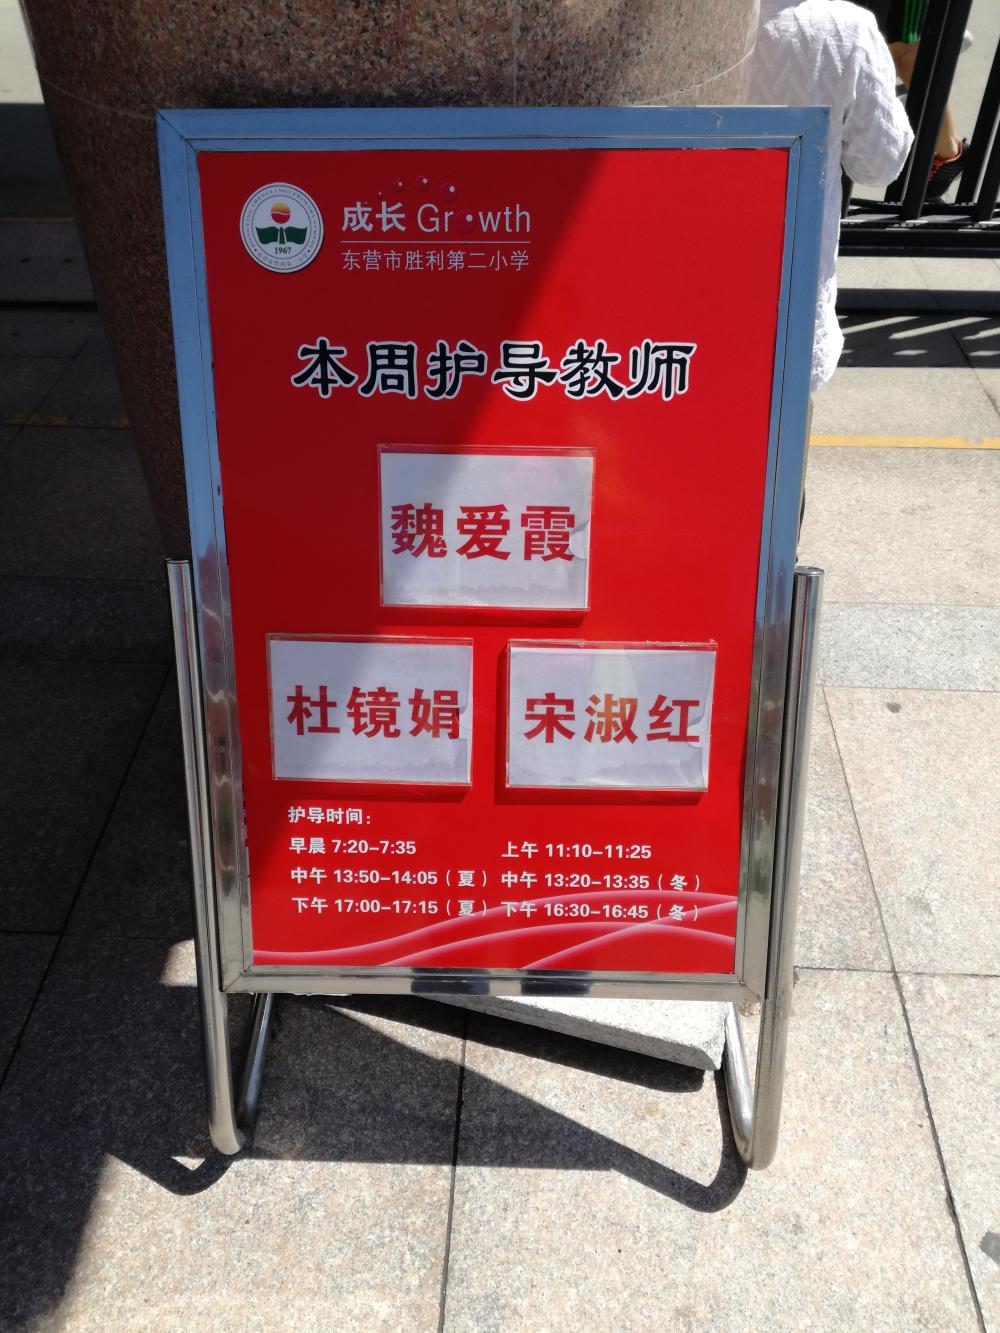 1967
成长 Growth
东营市胜利第二小学
本周护导教师
魏爱霞
杜镜娟
宋淑红
护导时间：
早晨 7:20-7:35 上午 11:10-11:25
中午 13:50-14:05（夏）中午 13:20-13:35（冬）
下午 17:00-17:15（夏）下午 16:30-16:45（冬）